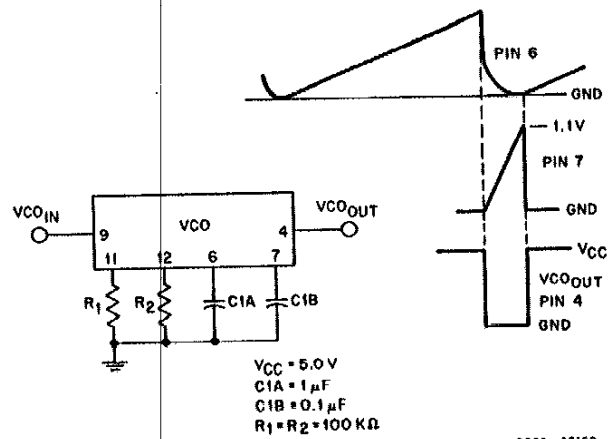 PIN 6
GND
1.1V
PIN 7
GND
VCC
VCOOUT
PIN 4
GND
VCOIN
VCO
VCOOUT
9
4
11
12
6
7
R1
R2
C1A
C1B
VCC = 5.0 V
C1A = 1 µF
C1B = 0.1 µF
R1 = R2 = 100 KΩ